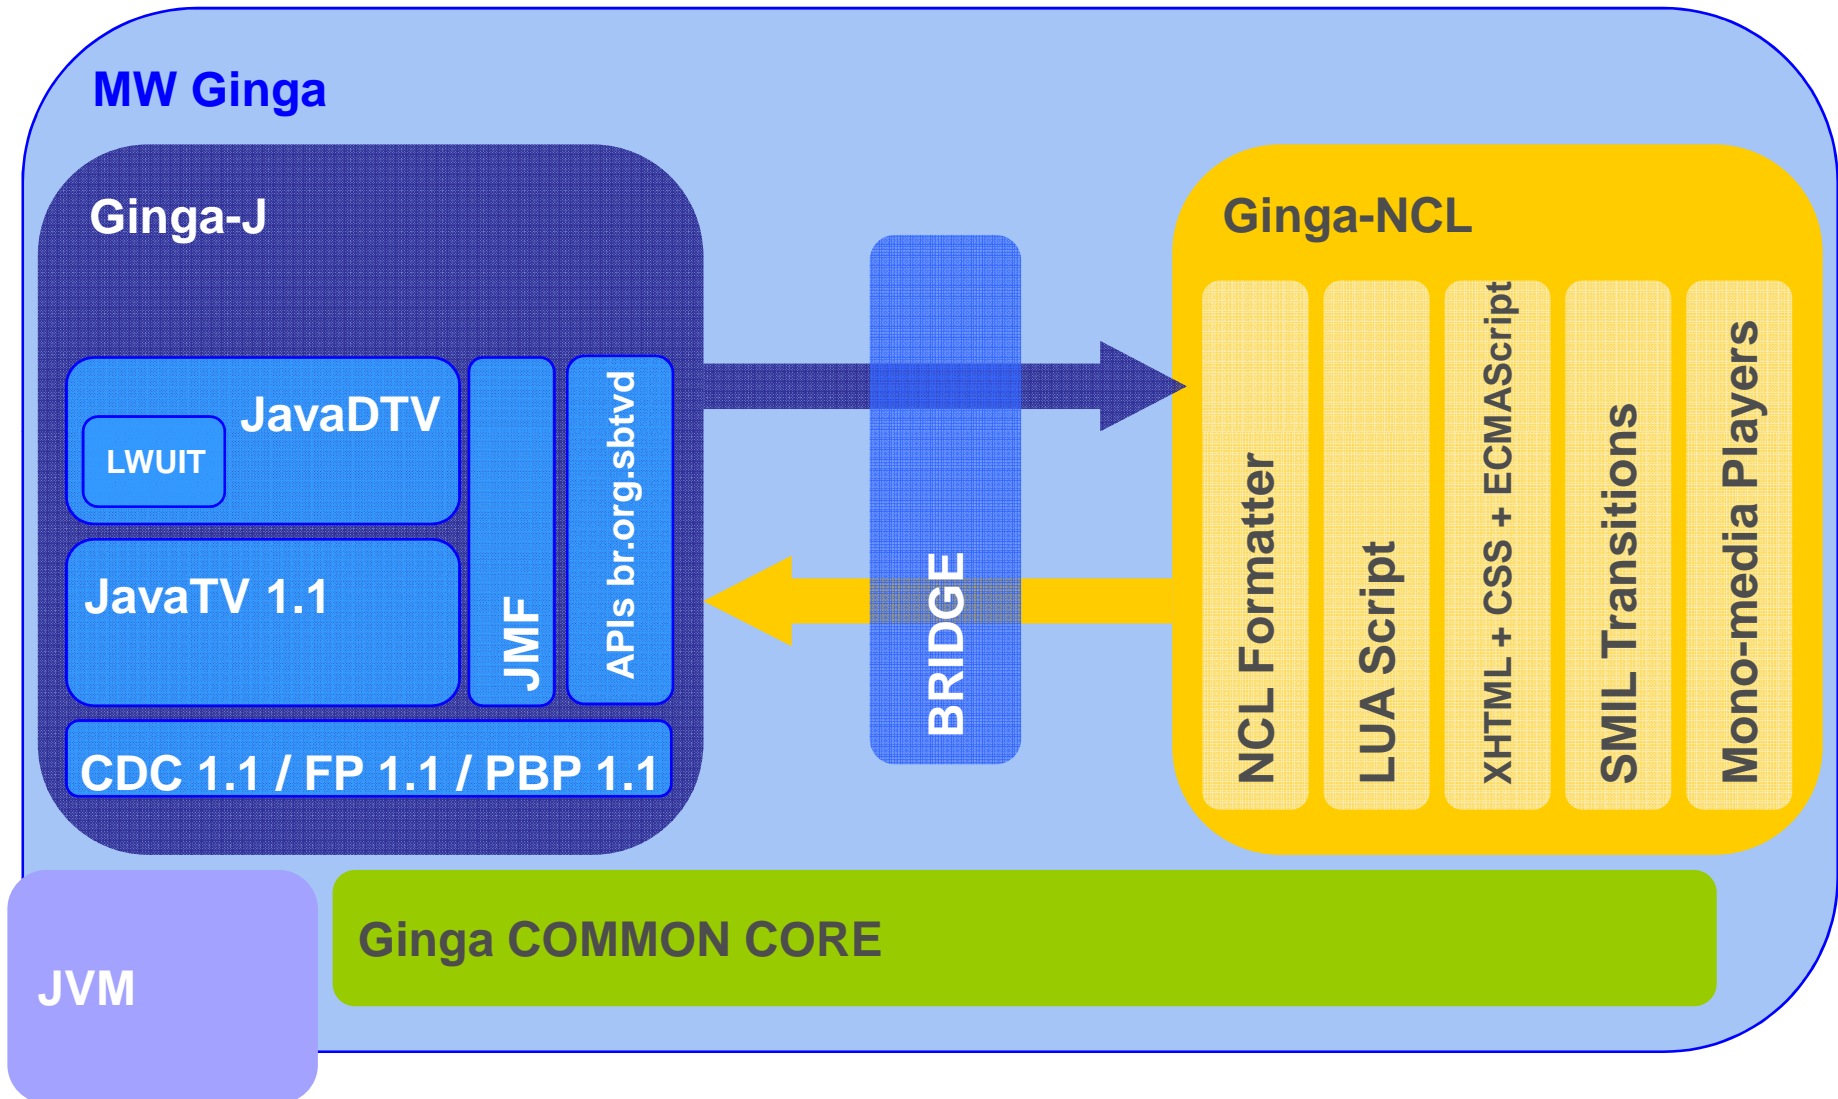 MW Ginga
Ginga-J
JavaDTV
LWUIT
JavaTV 1.1
JMF
APIs br.org.sbtvd
CDC 1.1 / FP 1.1 / PBP 1.1
BRIDGE
Ginga-NCL
NCL Formatter
LUA Script
XHTML + CSS + ECMAScript
SMIL Transitions
Mono-media Players
Ginga COMMON CORE
JVM